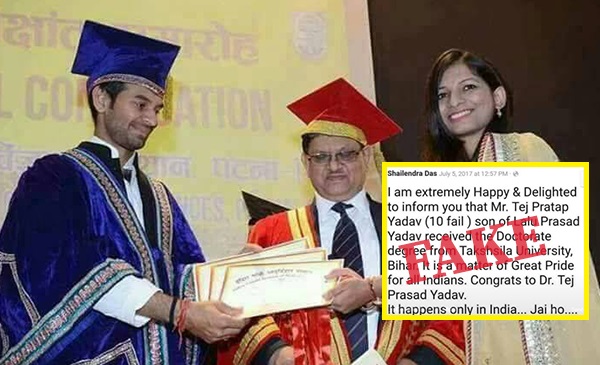 क्षांत समारोह
संस्थान, पटना
Shailendra Das July 5, 2017 at 12:57 PM ·
I am extremely Happy & Delighted
to inform you that Mr. Tej Pratap
Yadav (10 fail ) son of Lalu Prasad
Yadav received the Doctorate
degree from Takshsila University,
Bihar. It is a matter of Great Pride
for all Indians. Congrats to Dr. Tej
Prasad Yadav.
It happens only in India... Jai ho....
FAKE